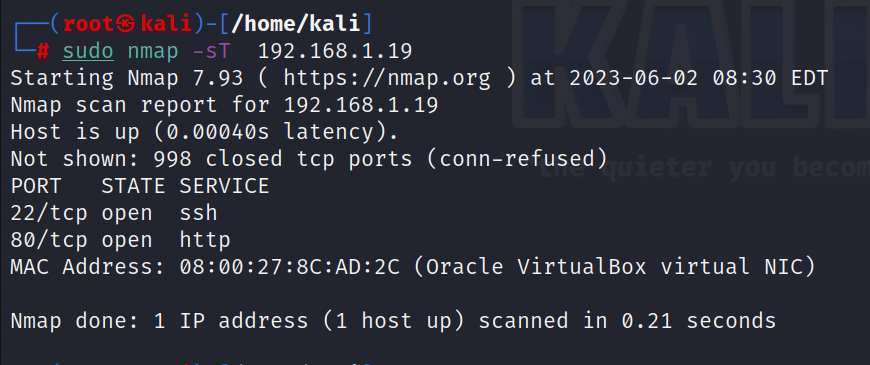 ┌──(root㉿kali)-[/home/kali]
└─# sudo nmap -sT  192.168.1.19
Starting Nmap 7.93 ( https://nmap.org ) at 2023-06-02 08:30 EDT
Nmap scan report for 192.168.1.19
Host is up (0.00040s latency).
Not shown: 998 closed tcp ports (conn-refused)
PORT   STATE SERVICE
22/tcp open  ssh
80/tcp open  http
MAC Address: 08:00:27:8C:AD:2C (Oracle VirtualBox virtual NIC)
Nmap done: 1 IP address (1 host up) scanned in 0.21 seconds
KALI
the quieter you becom